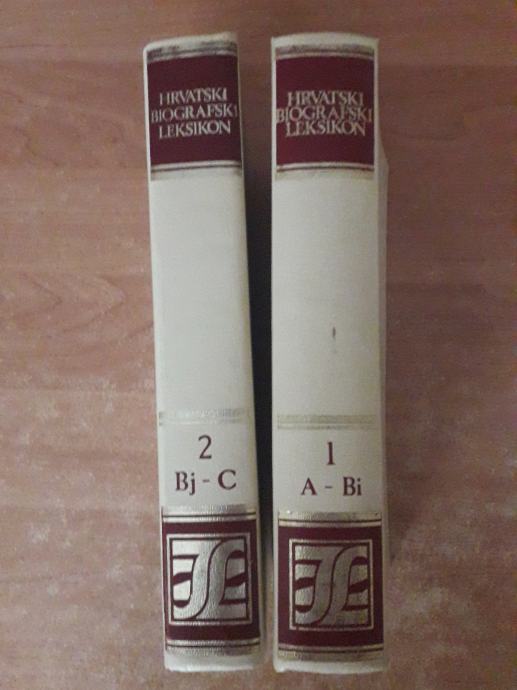 HRVATSKI
BIOGRAFSKI
LEKSIKON
2
Bj - C
HRVATSKI
BIOGRAFSKI
LEKSIKON
1
A - Bi